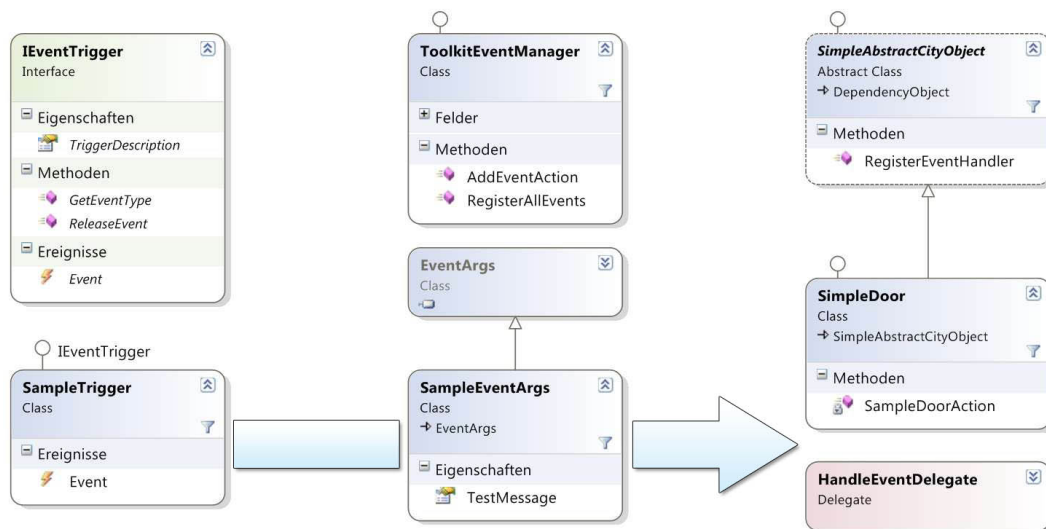 IEventTrigger
Interface
Eigenschaften
TriggerDescription
Methoden
GetEventType
ReleaseEvent
Ereignisse
Event
IEventTrigger
SampleTrigger
Class
Ereignisse
Event
ToolkitEventManager
Class
Felder
Methoden
AddEventAction
RegisterAllEvents
EventArgs
Class
SampleEventArgs
Class
EventArgs
Eigenschaften
TestMessage
SimpleAbstractCityObject
Abstract Class
DependencyObject
Methoden
RegisterEventHandler
SimpleDoor
Class
SimpleAbstractCityObject
Methoden
SampleDoorAction
HandleEventDelegate
Delegate